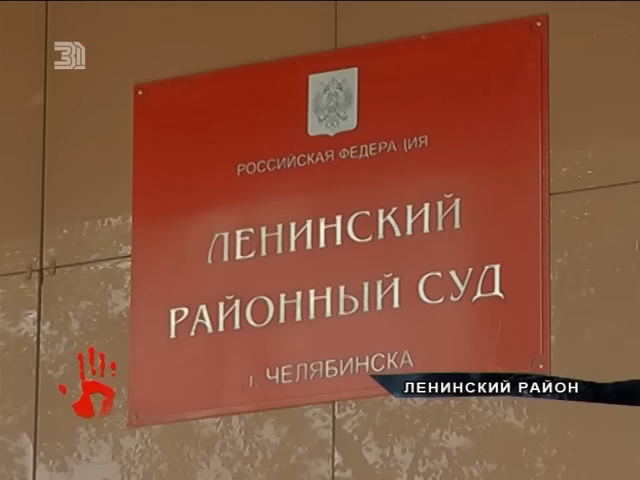 31
РОССИЙСКАЯ ФЕДЕРАЦИЯ
ЛЕНИНСКИЙ
РАЙОННЫЙ СУД
г. ЧЕЛЯБИНСКА
ЛЕНИНСКИЙ РАЙОН